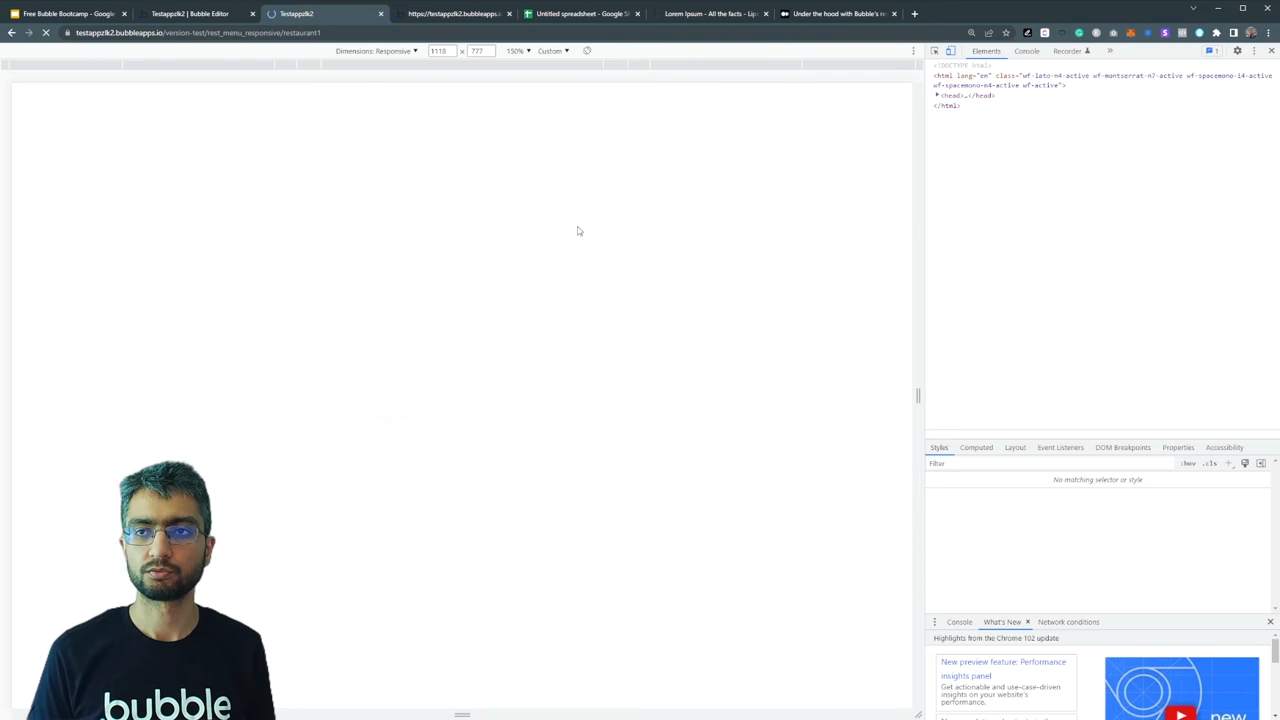 Free Bubble Bootcamp - Google
Testappzlk2 | Bubble Editor
Testappzlk2
https://testappzlk2.bubbleapps.i
Untitled spreadsheet - Google Sh
Lorem Ipsum - All the facts - Lip
Under the hood with Bubble's re
testappzlk2.bubbleapps.io/version-test/rest_menu_responsive/restaurant1
Dimensions: Responsive
1118 × 777
150%
Custom
Elements
Console
Recorder
1
<!DOCTYPE html>
<html lang="en" class="wf-lato-n4-active wf-montserrat-n7-active wf-spacemono-i4-active
wf-spacemono-n4-active wf-active">
<head>…</head>
</html>
Styles
Computed
Layout
Event Listeners
DOM Breakpoints
Properties
Accessibility
Filter
:hov .cls
No matching selector or style
Console
What's New ×
Network conditions
Highlights from the Chrome 102 update
New preview feature: Performance
insights panel
Get actionable and use-case-driven
insights on your website's
performance.
new
bubble